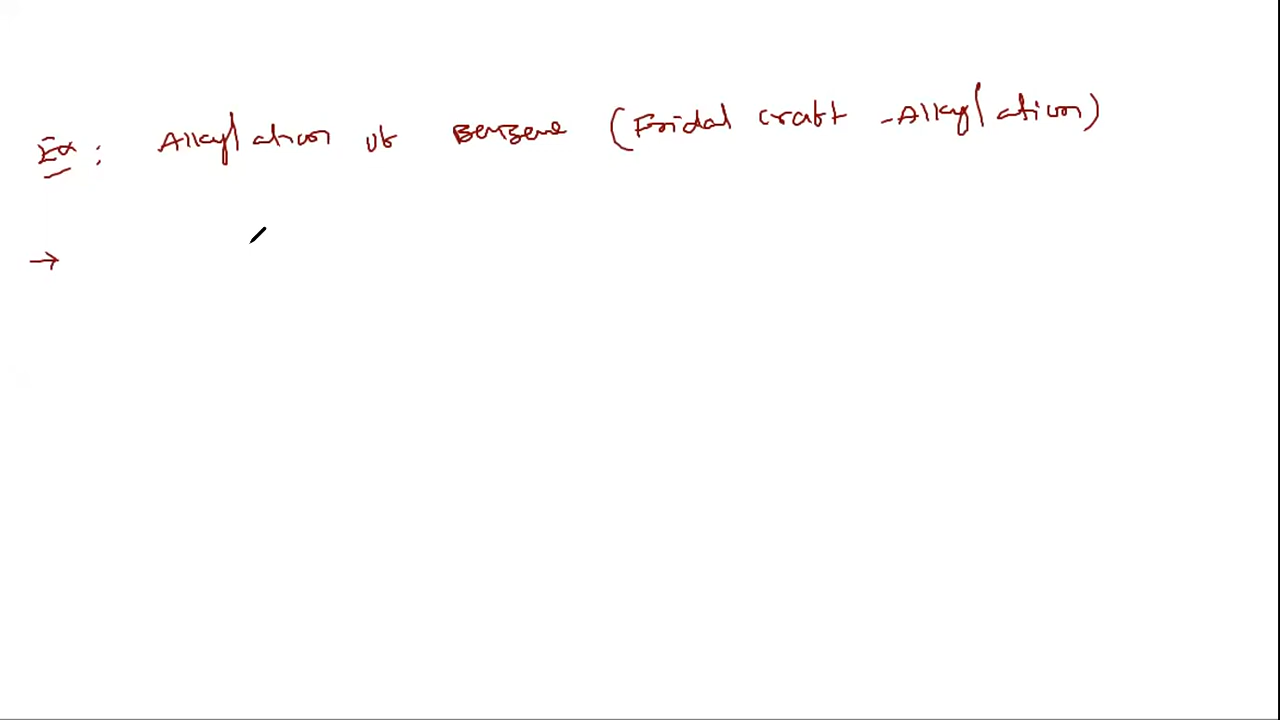 Ex : Alkylation of Benzene (Fridal craft - Alkylation)
→